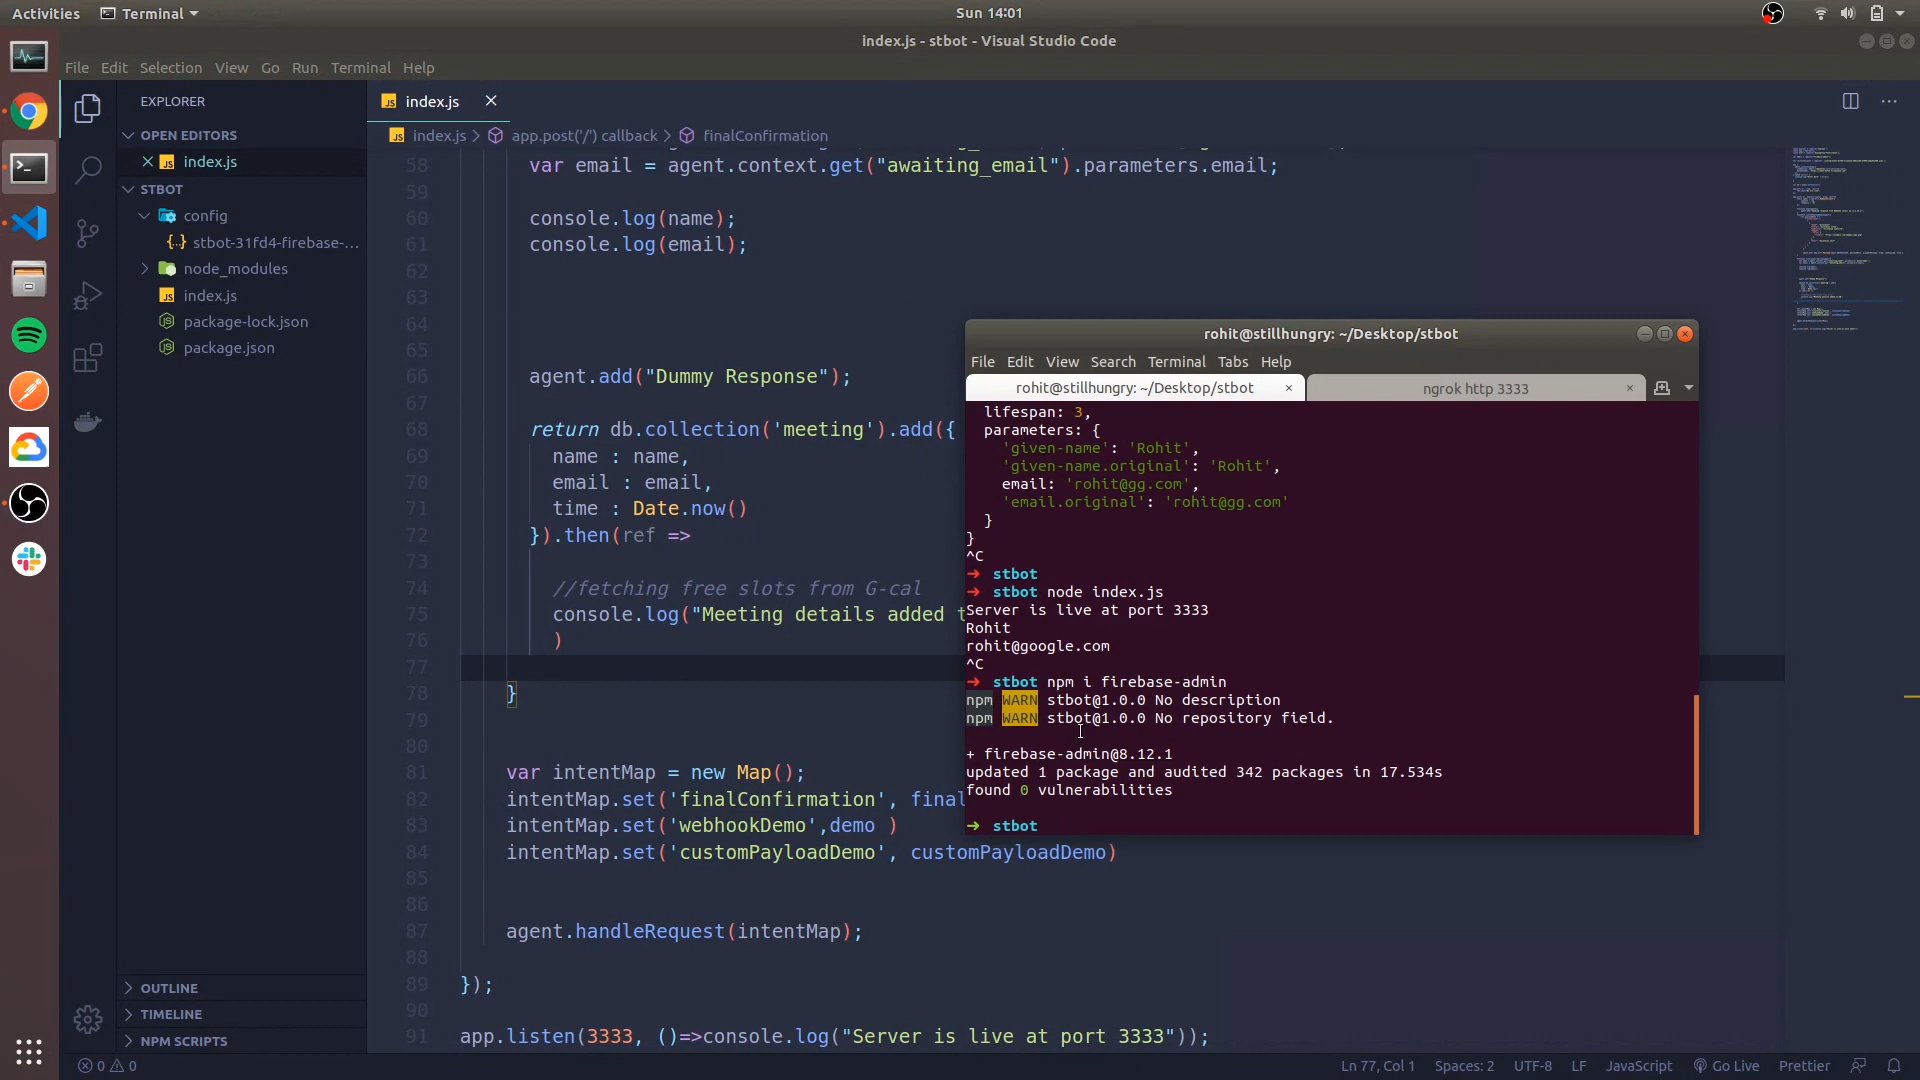 Activities
Terminal
Sun 14:01
index.js - stbot - Visual Studio Code
File Edit Selection View Go Run Terminal Help
EXPLORER
OPEN EDITORS
index.js
STBOT
config
stbot-31fd4-firebase-...
node_modules
index.js
package-lock.json
package.json
OUTLINE
TIMELINE
NPM SCRIPTS
index.js
index.js > app.post('/') callback > finalConfirmation
58 var email = agent.context.get("awaiting_email").parameters.email;
59
60 console.log(name);
61 console.log(email);
62
63
64
65
66 agent.add("Dummy Response");
67
68 return db.collection('meeting').add({
69 name : name,
70 email : email,
71 time : Date.now()
72 }).then(ref =>
73
74 //fetching free slots from G-cal
75 console.log("Meeting details added t
76 )
77
78 }
79
80
81 var intentMap = new Map();
82 intentMap.set('finalConfirmation', final
83 intentMap.set('webhookDemo',demo )
84 intentMap.set('customPayloadDemo', customPayloadDemo)
85
86
87 agent.handleRequest(intentMap);
88
89 });
90
91 app.listen(3333, ()=>console.log("Server is live at port 3333"));
rohit@stillhungry: ~/Desktop/stbot
File Edit View Search Terminal Tabs Help
rohit@stillhungry: ~/Desktop/stbot
ngrok http 3333
lifespan: 3,
parameters: {
'given-name': 'Rohit',
'given-name.original': 'Rohit',
email: 'rohit@gg.com',
'email.original': 'rohit@gg.com'
}
}
^C
➜ stbot
➜ stbot node index.js
Server is live at port 3333
Rohit
rohit@google.com
^C
➜ stbot npm i firebase-admin
npm WARN stbot@1.0.0 No description
npm WARN stbot@1.0.0 No repository field.
+ firebase-admin@8.12.1
updated 1 package and audited 342 packages in 17.534s
found 0 vulnerabilities
➜ stbot
0 0
Ln 77, Col 1
Spaces: 2
UTF-8
LF
JavaScript
Go Live
Prettier